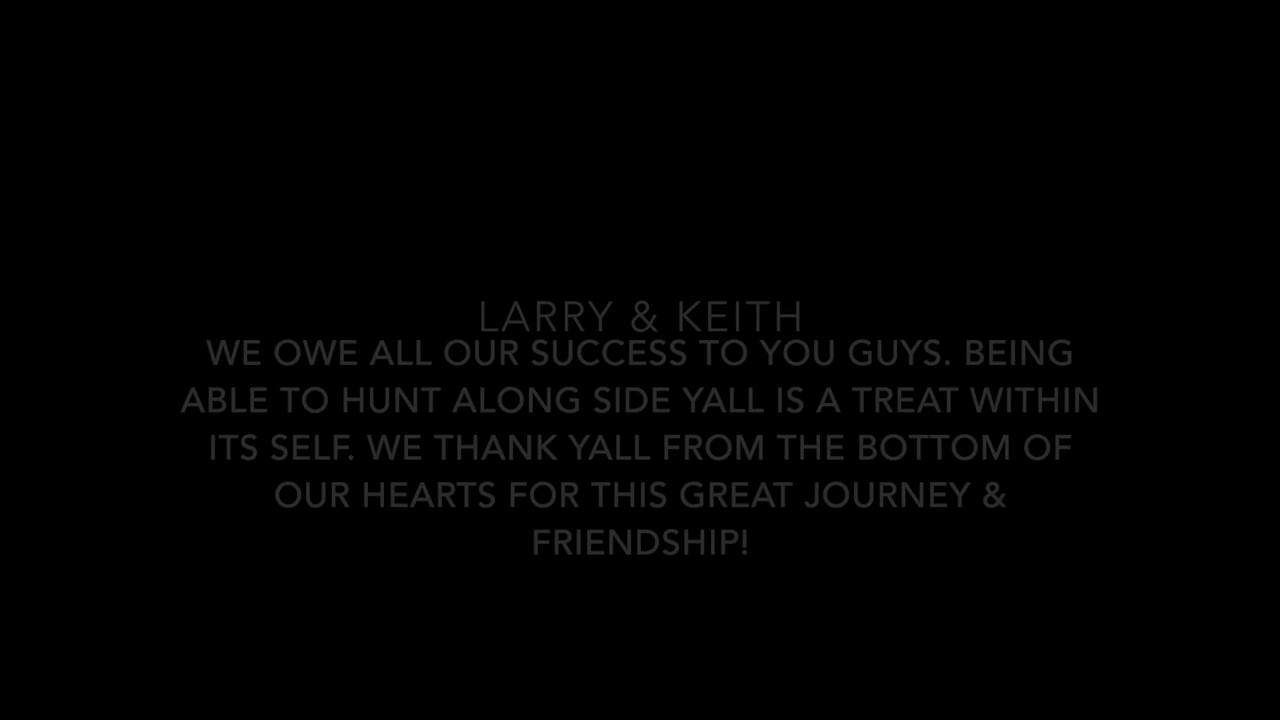 LARRY & KEITH
WE OWE ALL OUR SUCCESS TO YOU GUYS. BEING
ABLE TO HUNT ALONG SIDE YALL IS A TREAT WITHIN
ITS SELF. WE THANK YALL FROM THE BOTTOM OF
OUR HEARTS FOR THIS GREAT JOURNEY &
FRIENDSHIP!